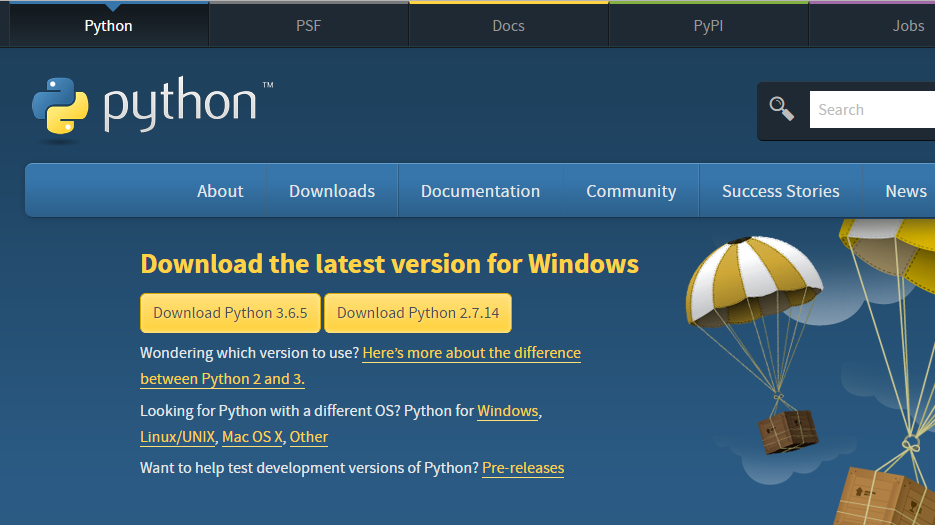 Python PSF Docs PyPI Jobs
python™
Search
About Downloads Documentation Community Success Stories News
Download the latest version for Windows
Download Python 3.6.5 Download Python 2.7.14
Wondering which version to use? Here’s more about the difference
between Python 2 and 3.
Looking for Python with a different OS? Python for Windows,
Linux/UNIX, Mac OS X, Other
Want to help test development versions of Python? Pre-releases